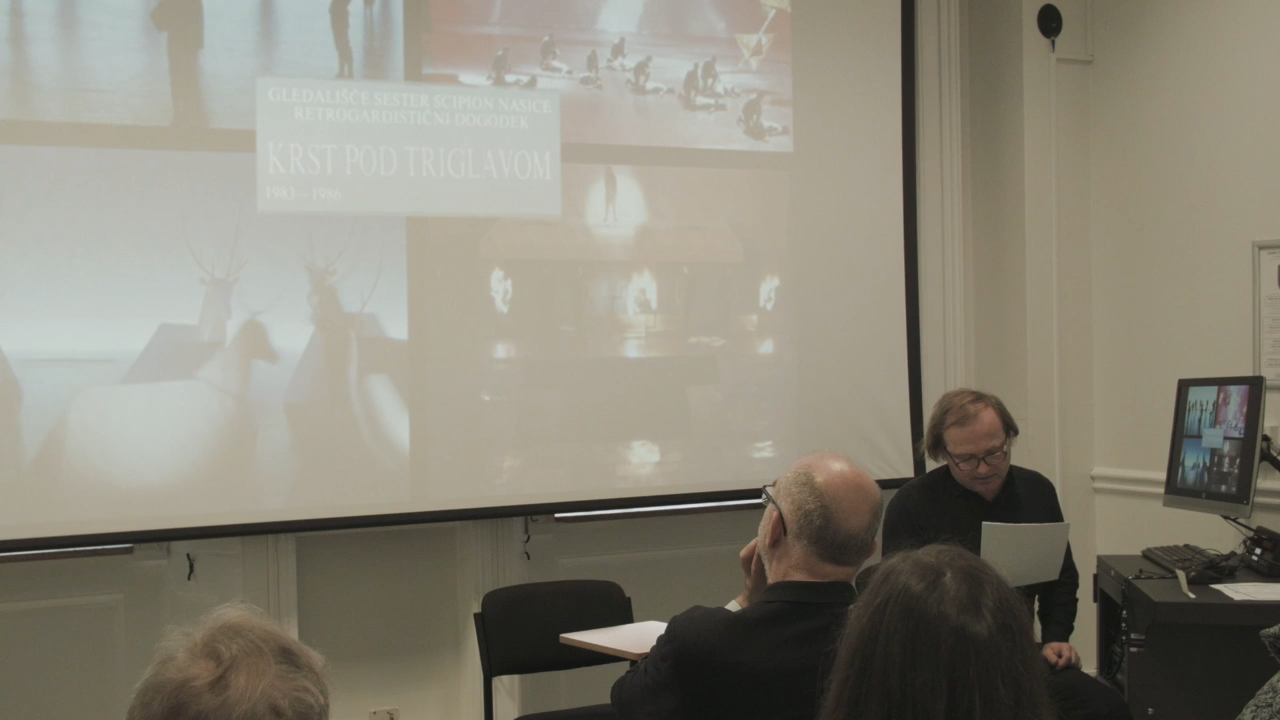 GLEDALIŠČE SESTER SCIPION NASICE
RETROGARDISTIČNI DOGODEK
KRST POD TRIGLAVOM
1983—1986